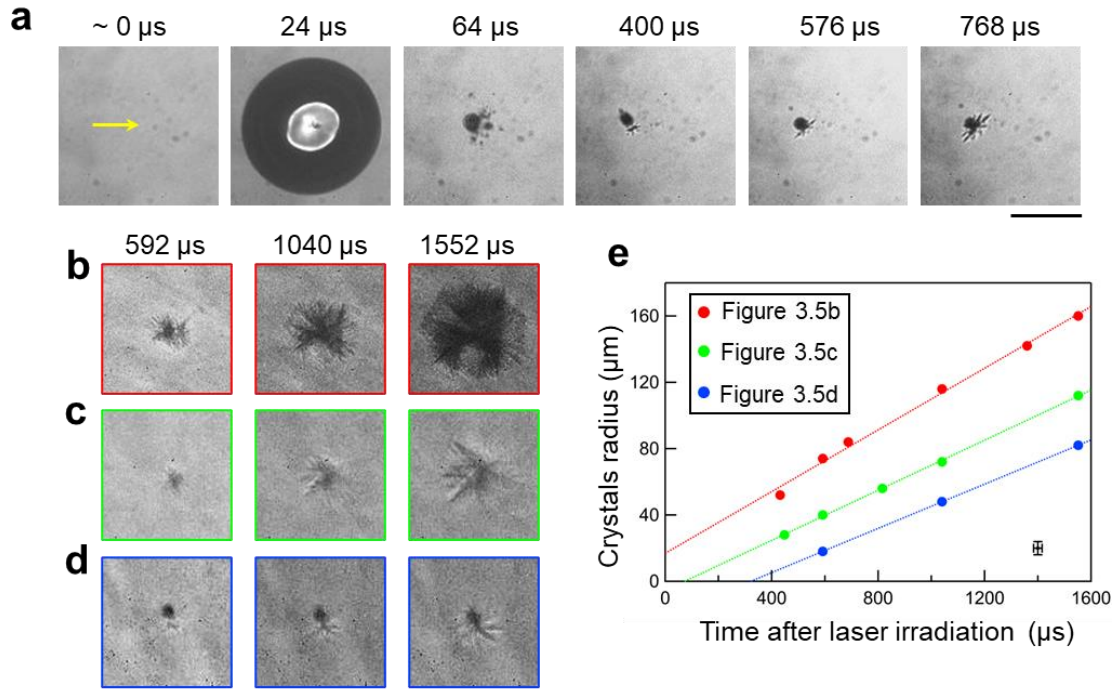 a
~ 0 μs 24 μs 64 μs 400 μs 576 μs 768 μs
b
592 μs 1040 μs 1552 μs
c
d
e
Crystals radius (μm)
160
120
80
40
0
Figure 3.5b
Figure 3.5c
Figure 3.5d
0 400 800 1200 1600
Time after laser irradiation (μs)